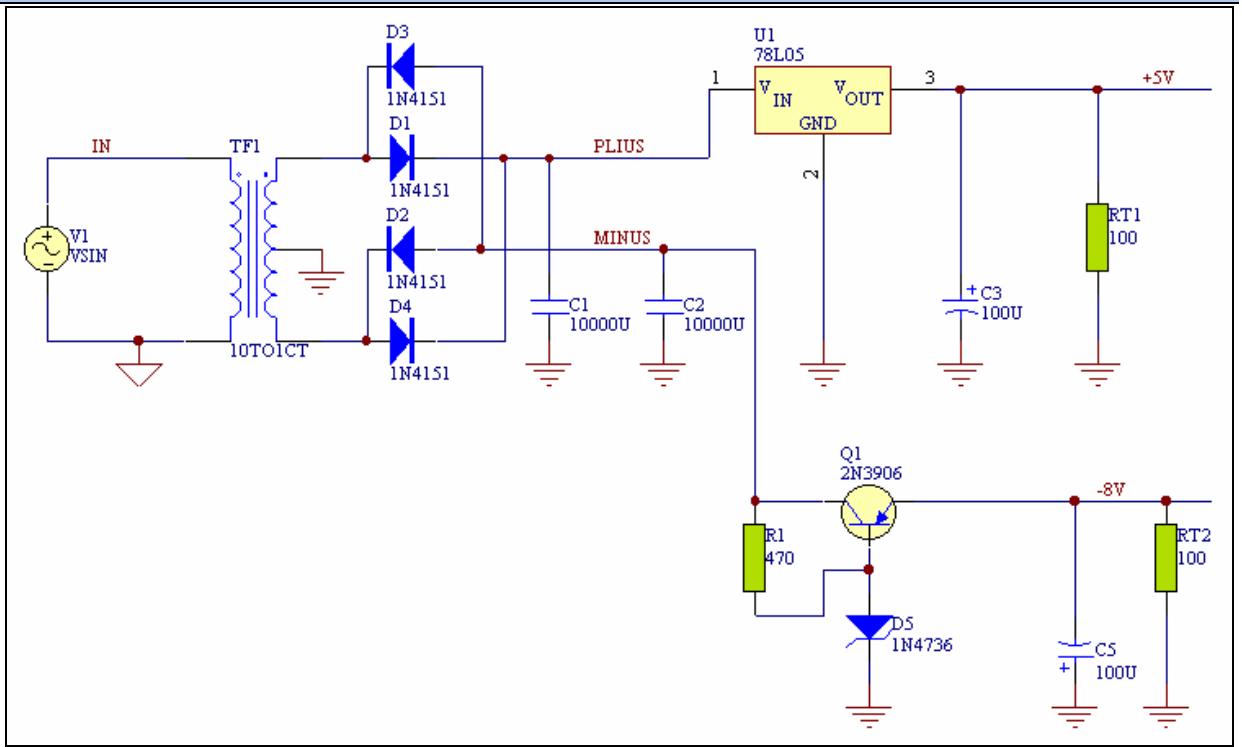 D3
1N4151
D1
1N4151
D2
1N4151
D4
1N4151
IN
TF1
10TO1CT
V1
VSIN
+
-
PLIUS
MINUS
C1
10000U
C2
10000U
U1
78L05
1
V IN
V OUT
3
GND
2
+5V
+
C3
100U
RT1
100
Q1
2N3906
-8V
R1
470
D5
1N4736
C5
100U
+
RT2
100